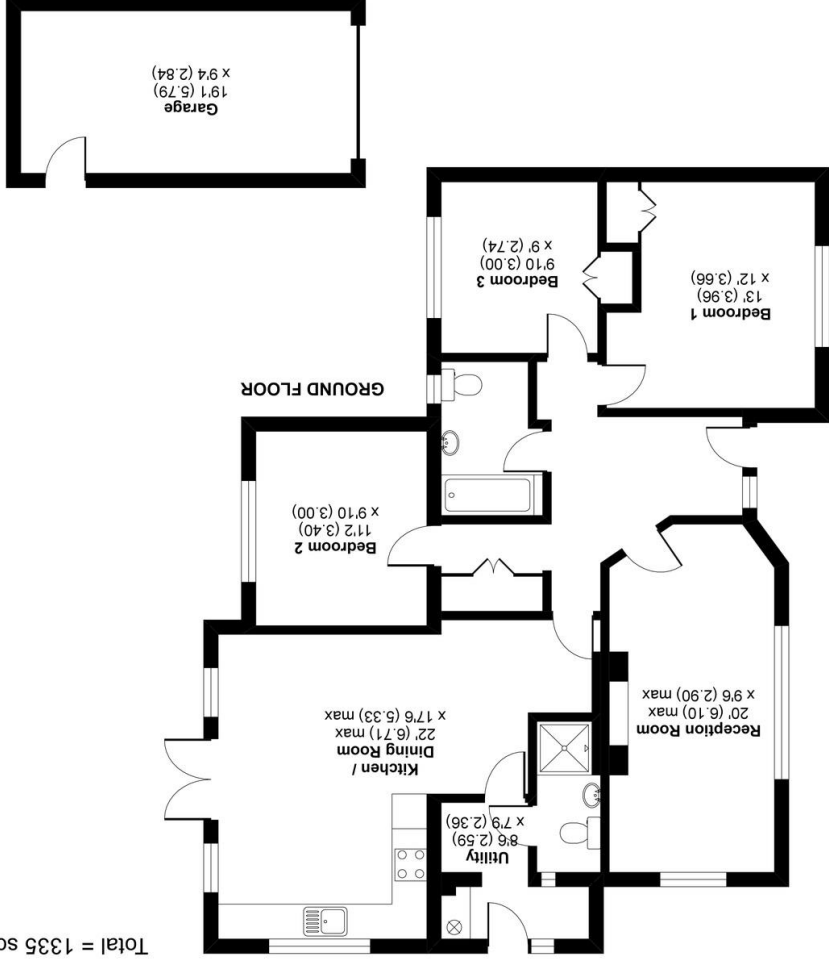 Total = 1335
Utility
8'6 (2.59)
x 7'9 (2.36)
Kitchen /
Dining Room
22' (6.71) max
x 17'6 (5.33) max
Reception Room
20' (6.10) max
x 9'6 (2.90) max
Bedroom 2
11'2 (3.40)
x 9'10 (3.00)
GROUND FLOOR
Bedroom 1
13' (3.96)
x 12' (3.66)
Bedroom 3
9'10 (3.00)
x 9' (2.74)
Garage
19'1 (5.79)
x 9'4 (2.84)